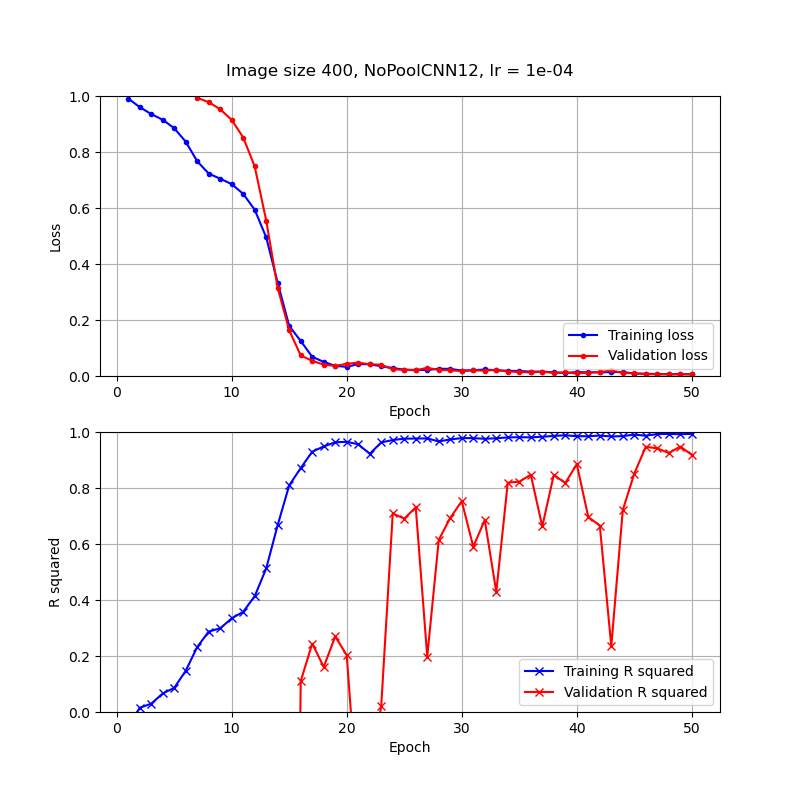 Image size 400, NoPoolCNN12, lr = 1e-04
1.0
0.8
0.6
0.4
0.2
0.0
Loss
Training loss
Validation loss
0 10 20 30 40 50
Epoch
1.0
0.8
0.6
0.4
0.2
0.0
R squared
Training R squared
Validation R squared
0 10 20 30 40 50
Epoch